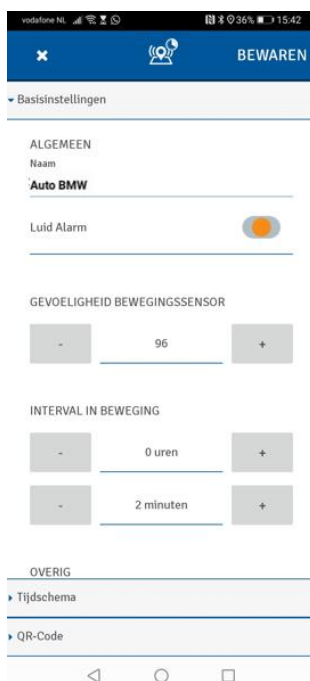 vodafone NL 36% 15:42
BEWAREN
Basisinstellingen
ALGEMEEN
Naam
Auto BMW
Luid Alarm
GEVOELIGHEID BEWEGINGSSENSOR
- 96 +
INTERVAL IN BEWEGING
- 0 uren +
- 2 minuten +
OVERIG
Tijdschema
QR-Code